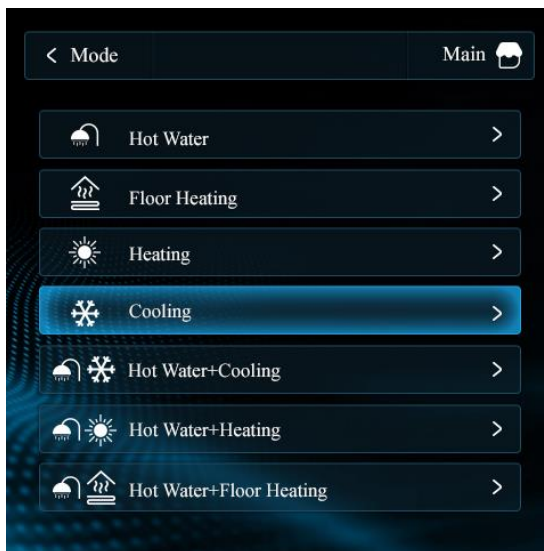 Mode
Main
Hot Water
Floor Heating
Heating
Cooling
Hot Water+Cooling
Hot Water+Heating
Hot Water+Floor Heating